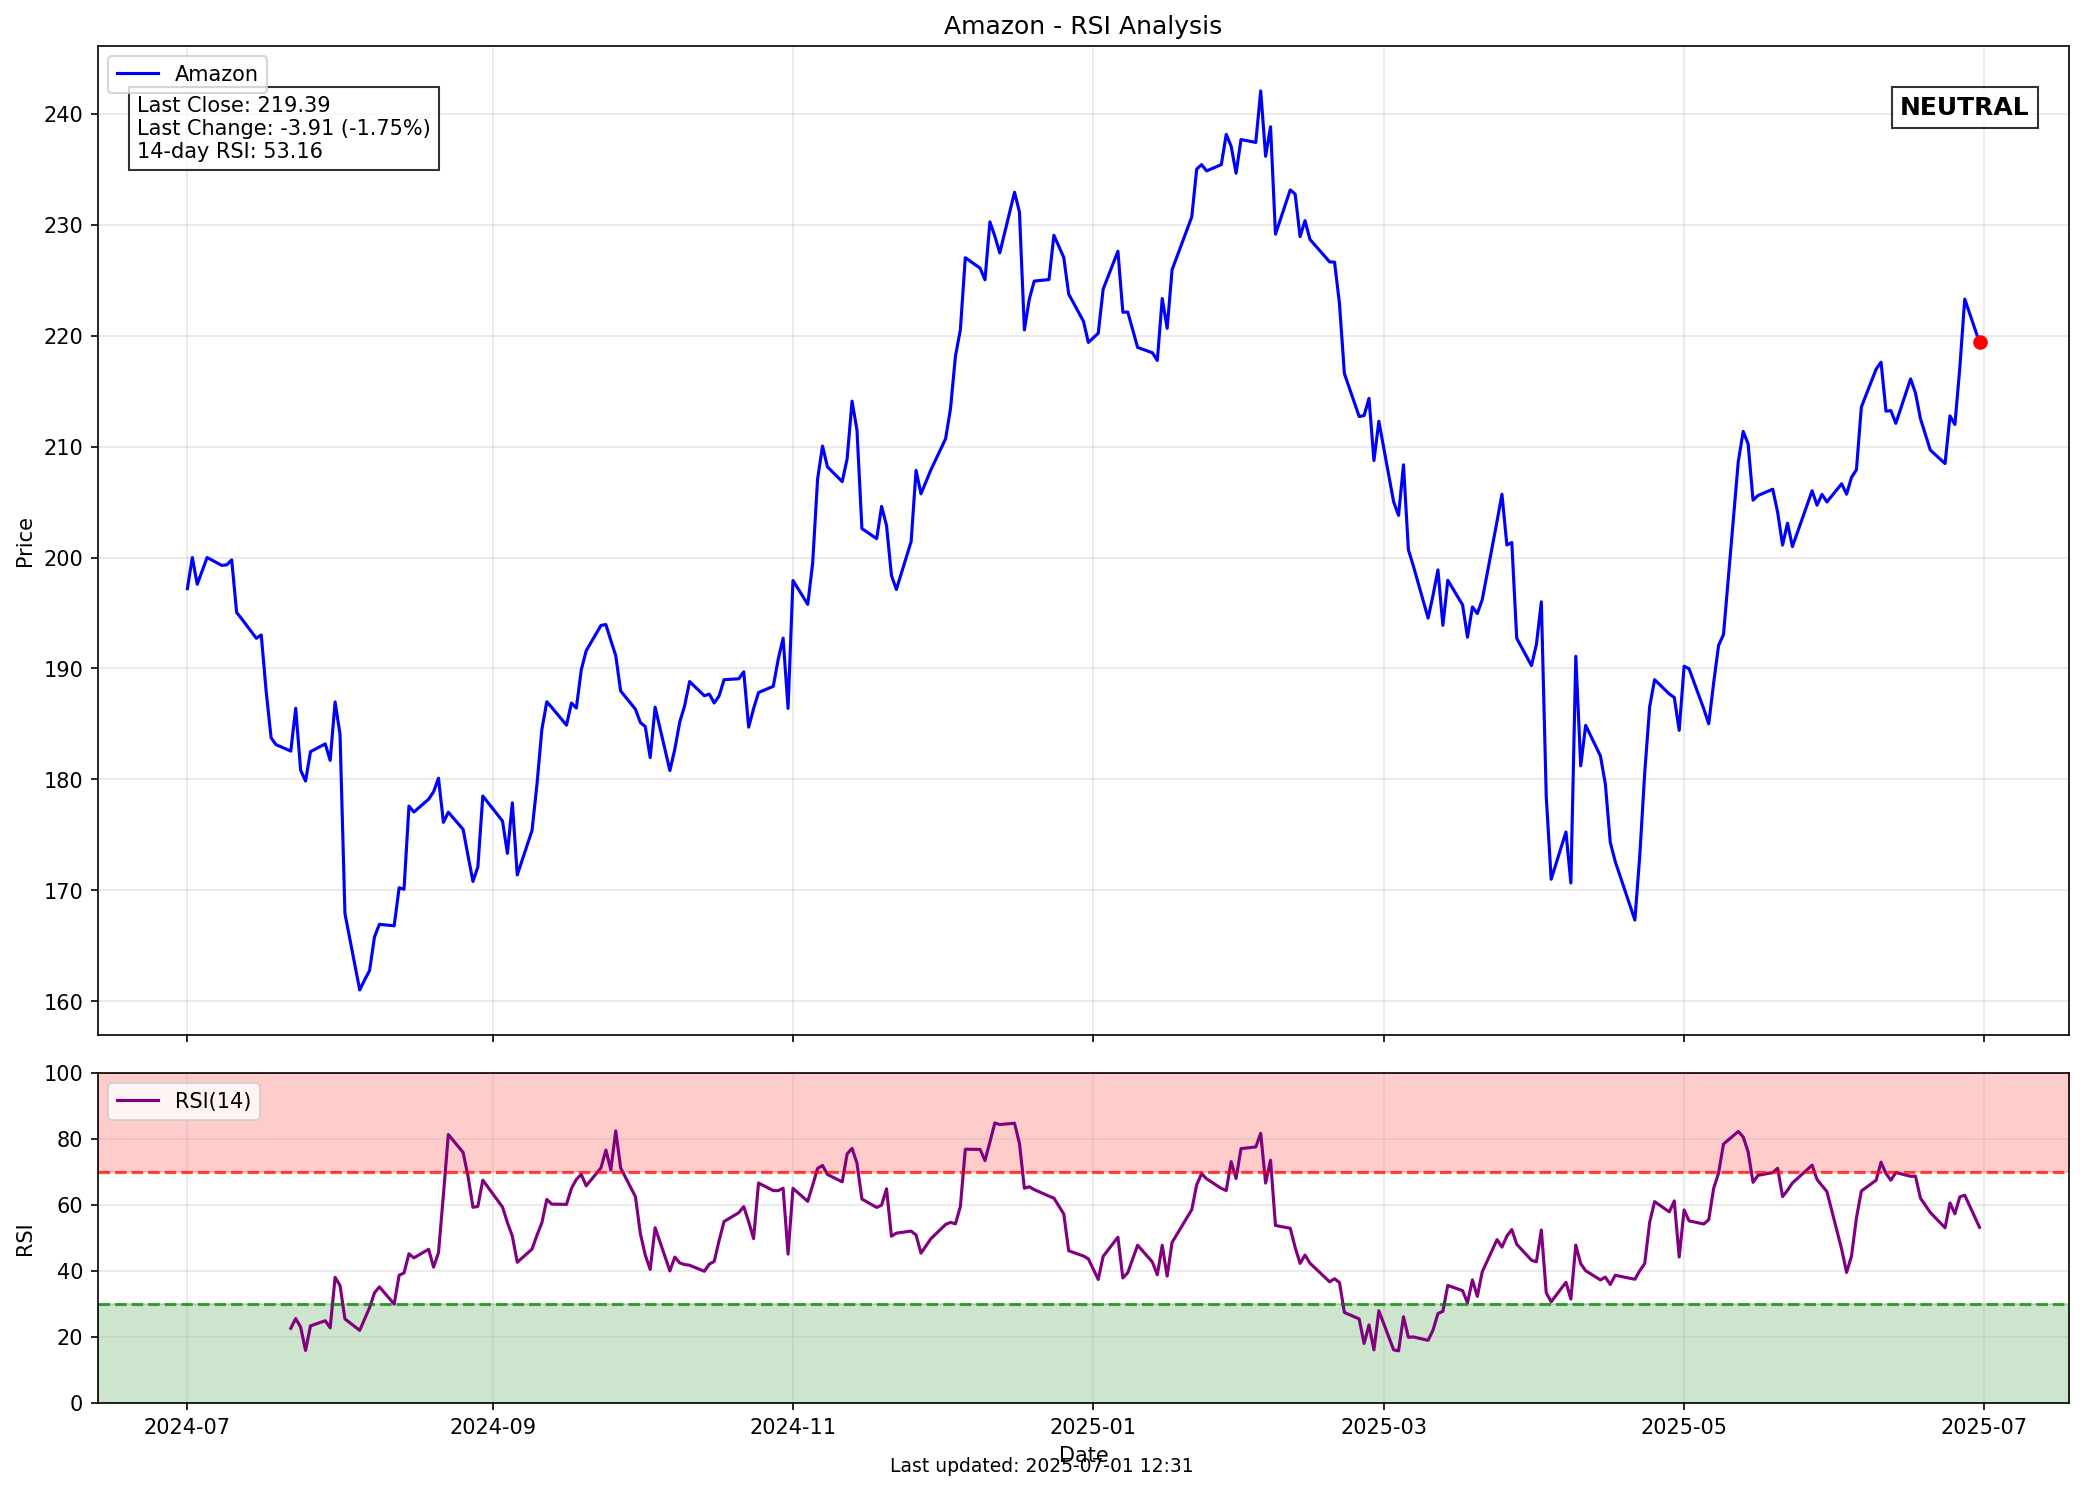 Amazon - RSI Analysis
Amazon
Last Close: 219.39
Last Change: -3.91 (-1.75%)
14-day RSI: 53.16
NEUTRAL
240
230
220
210
200
190
180
170
160
Price
RSI(14)
100
80
60
40
20
0
RSI
2024-07
2024-09
2024-11
2025-01
2025-03
2025-05
2025-07
Date
Last updated: 2025-07-01 12:31